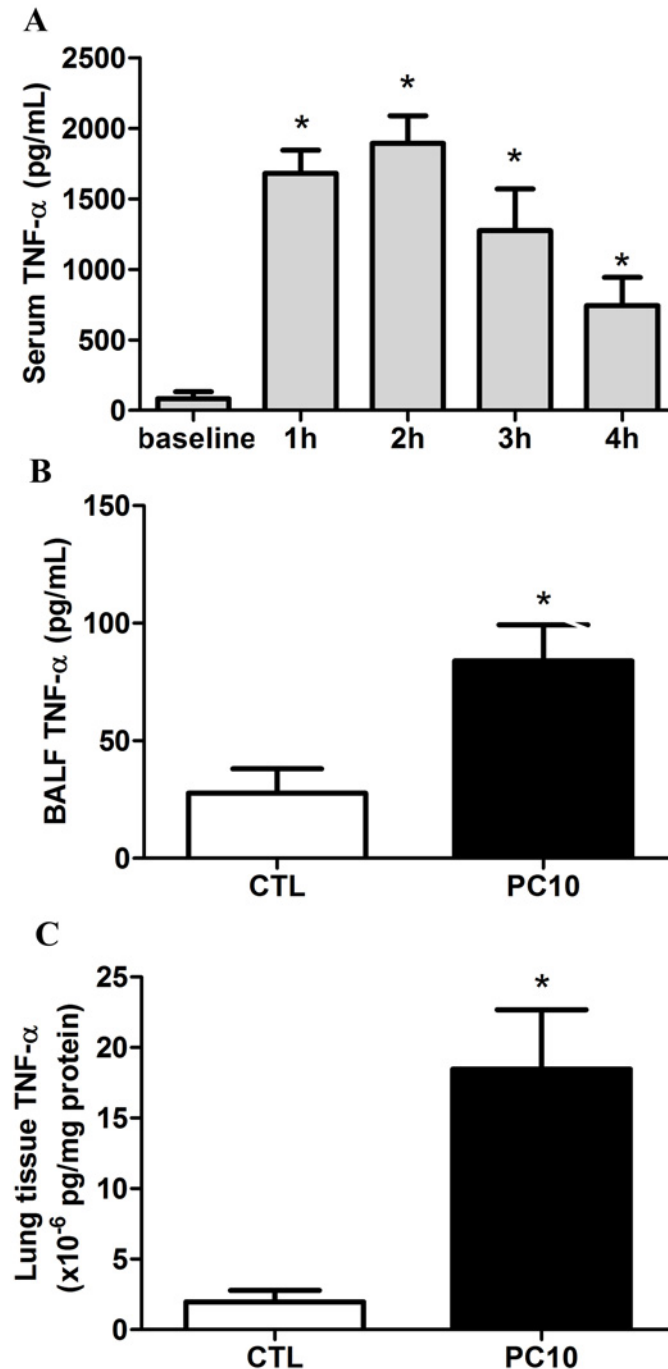 A
Serum TNF-α (pg/mL)
2500
2000
1500
1000
500
0
*
*
*
*
baseline 1h 2h 3h 4h
B
BALF TNF-α (pg/mL)
150
100
50
0
*
CTL PC10
C
Lung tissue TNF-α
(x10⁻⁶ pg/mg protein)
25
20
15
10
5
0
*
CTL PC10